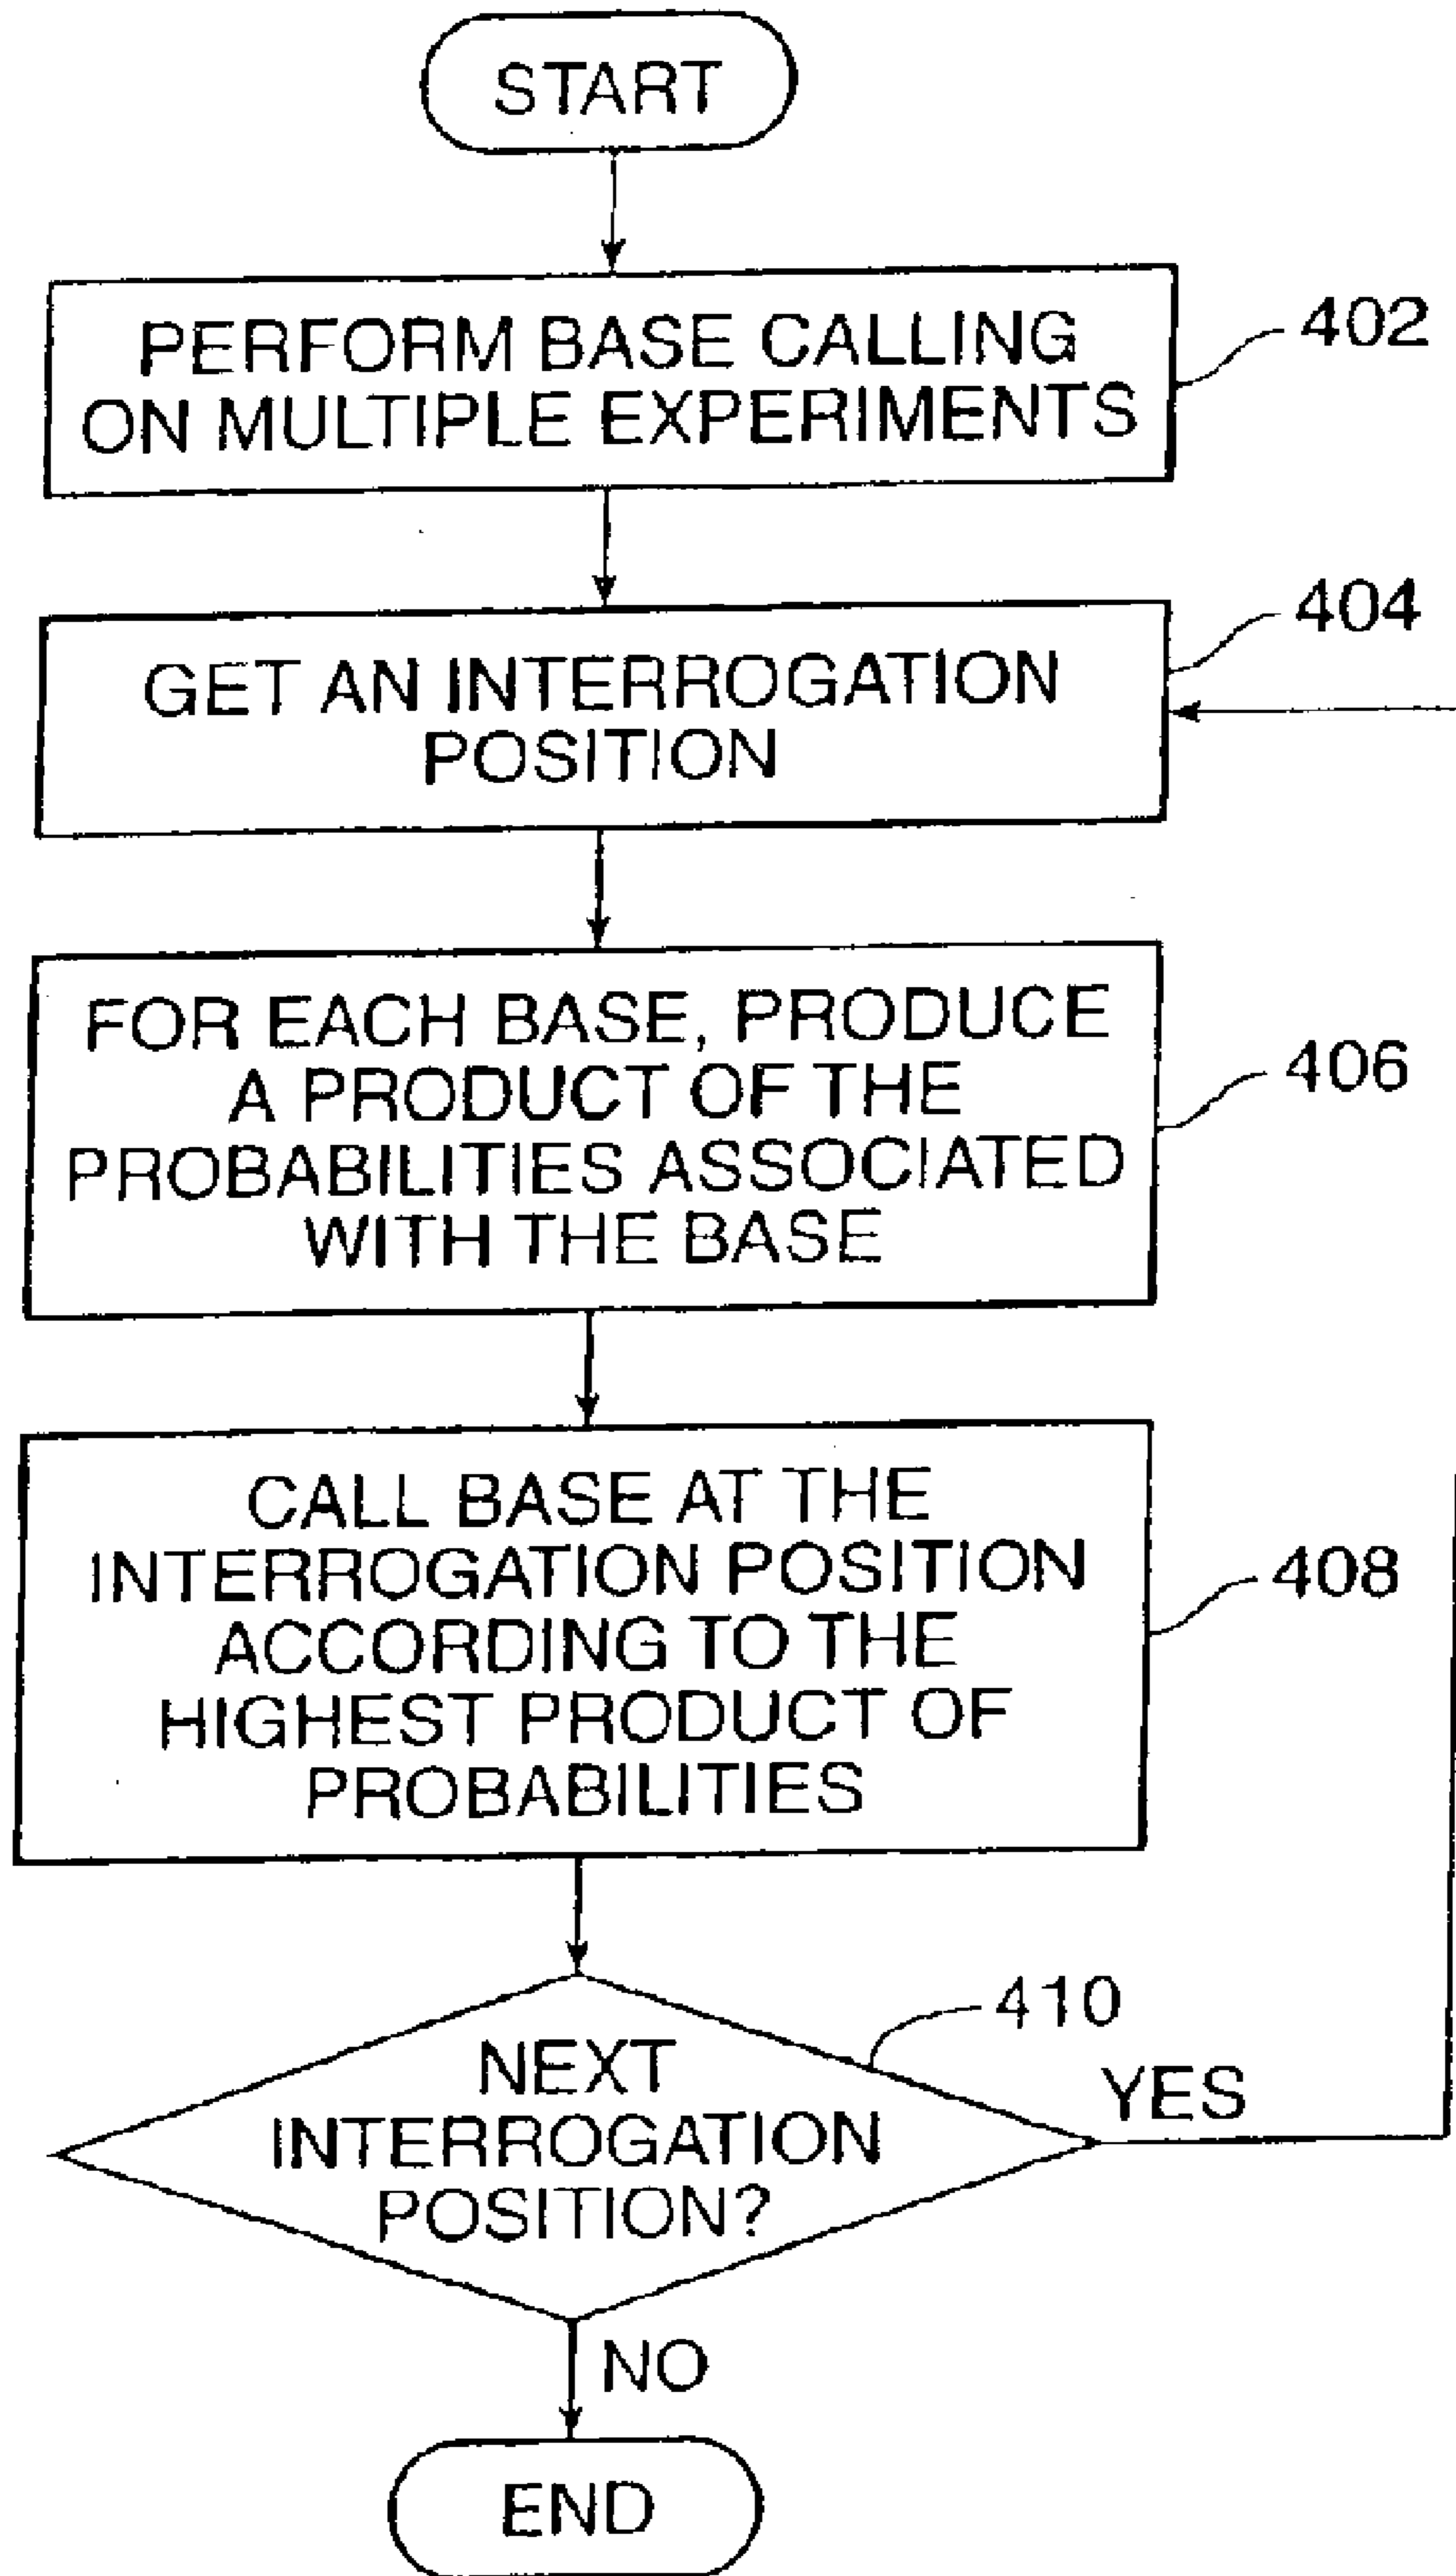 START
PERFORM BASE CALLING
ON MULTIPLE EXPERIMENTS
402
GET AN INTERROGATION
POSITION
404
FOR EACH BASE, PRODUCE
A PRODUCT OF THE
PROBABILITIES ASSOCIATED
WITH THE BASE
406
CALL BASE AT THE
INTERROGATION POSITION
ACCORDING TO THE
HIGHEST PRODUCT OF
PROBABILITIES
408
NEXT
INTERROGATION
POSITION?
410
YES
NO
END